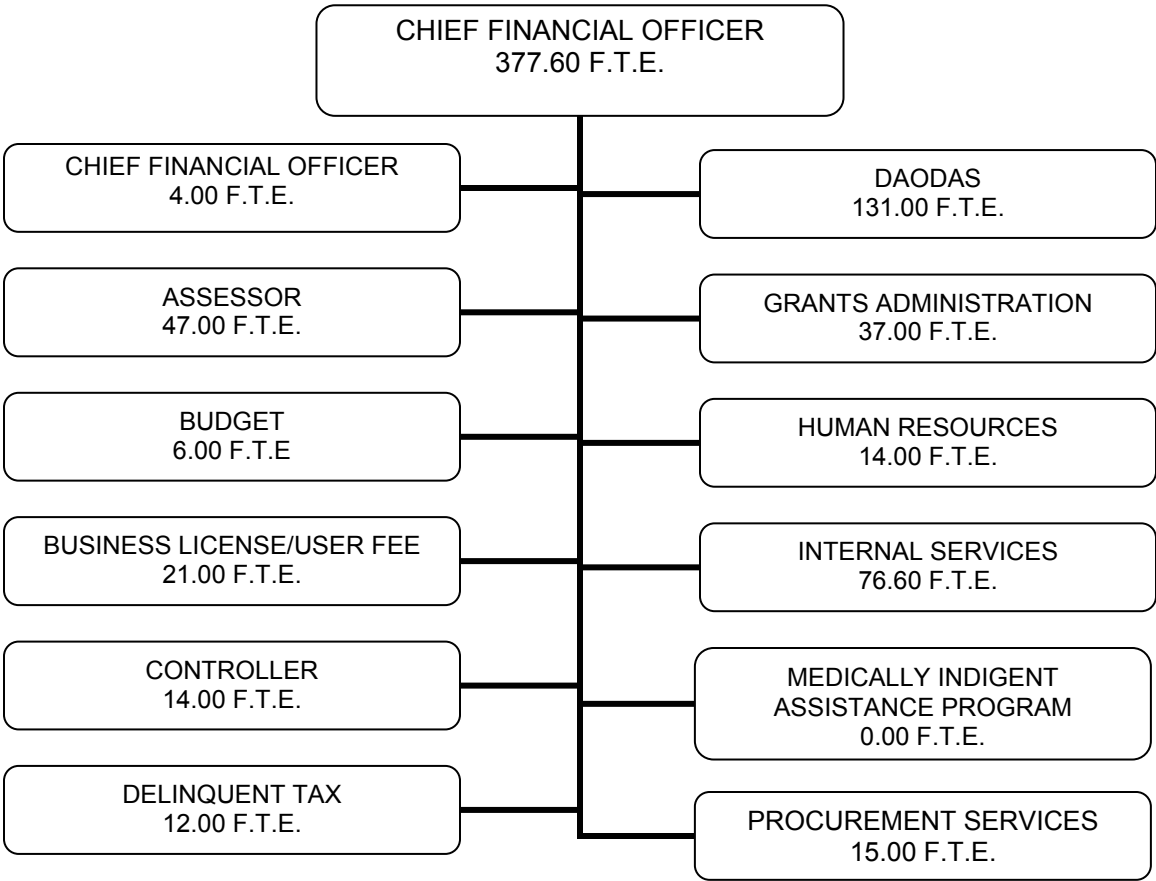 CHIEF FINANCIAL OFFICER
377.60 F.T.E.
CHIEF FINANCIAL OFFICER
4.00 F.T.E.
ASSESSOR
47.00 F.T.E.
BUDGET
6.00 F.T.E
BUSINESS LICENSE/USER FEE
21.00 F.T.E.
CONTROLLER
14.00 F.T.E.
DELINQUENT TAX
12.00 F.T.E.
DAODAS
131.00 F.T.E.
GRANTS ADMINISTRATION
37.00 F.T.E.
HUMAN RESOURCES
14.00 F.T.E.
INTERNAL SERVICES
76.60 F.T.E.
MEDICALLY INDIGENT
ASSISTANCE PROGRAM
0.00 F.T.E.
PROCUREMENT SERVICES
15.00 F.T.E.